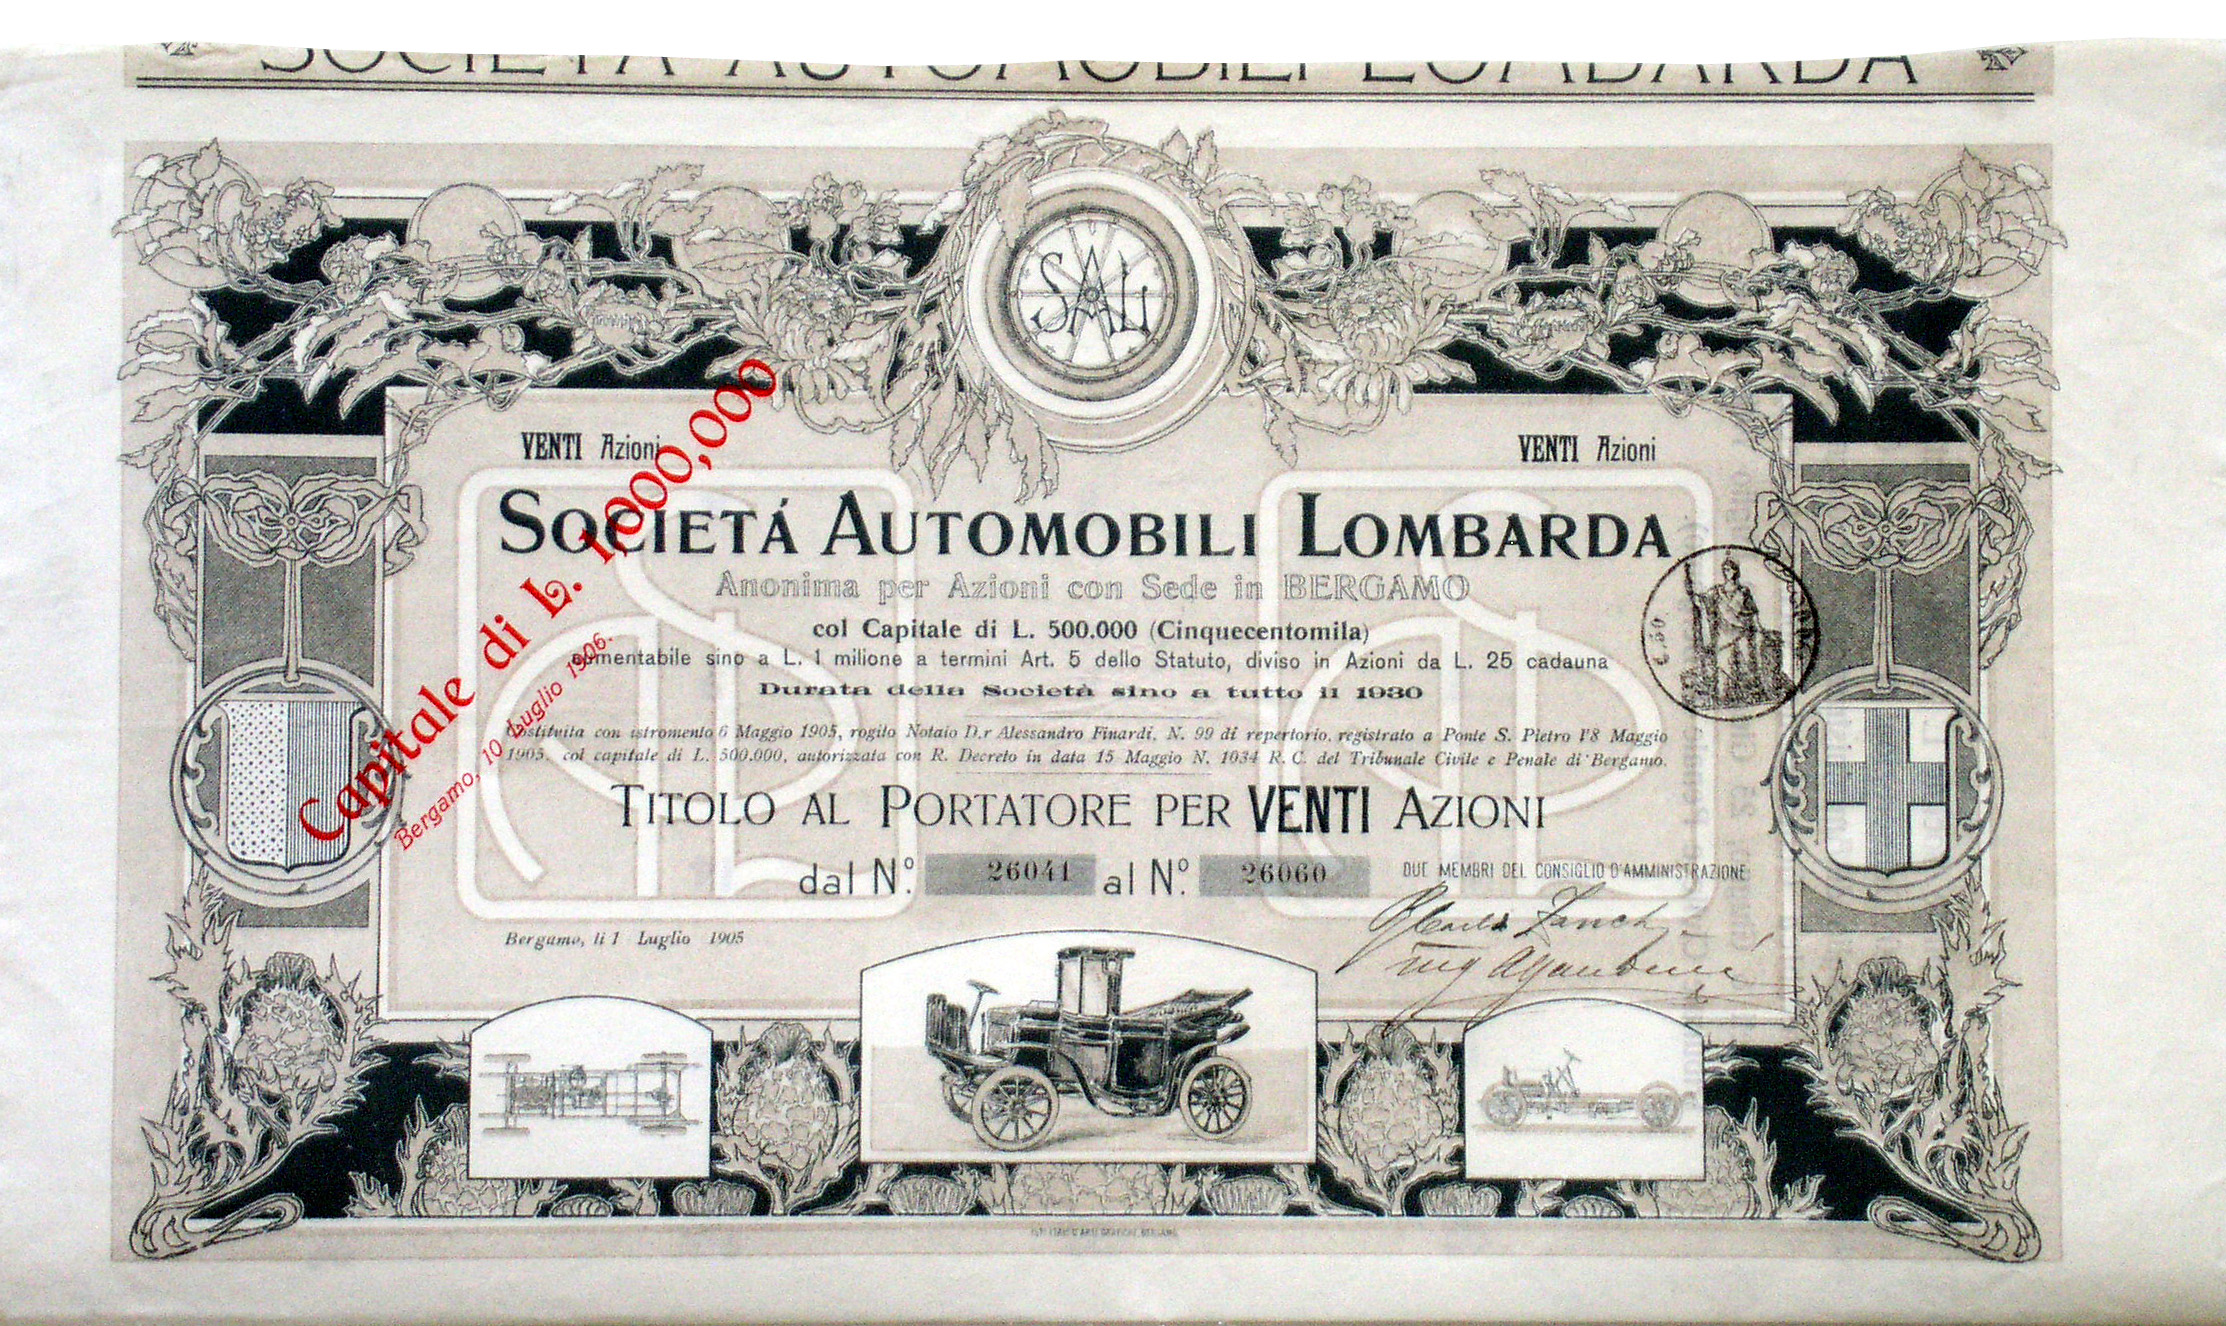 SOCIETÀ AUTOMOBILI LOMBARDA
SAL
VENTI Azioni
VENTI Azioni
SOCIETÁ AUTOMOBILI LOMBARDA
Anonima per Azioni con Sede in BERGAMO
col Capitale di L. 500.000 (Cinquecentomila)
aumentabile sino a L. 1 milione a termini Art. 5 dello Statuto, diviso in Azioni da L. 25 cadauna
Durata della Società sino a tutto il 1930
Costituita con istromento 6 Maggio 1905, rogito Notaio D.r Alessandro Finardi, N. 99 di repertorio, registrato a Ponte S. Pietro l'8 Maggio
1905, col capitale di L. 500.000, autorizzata con R. Decreto in data 15 Maggio N. 1034 R. C. del Tribunale Civile e Penale di Bergamo.
TITOLO AL PORTATORE PER VENTI AZIONI
dal N.º 26041 al N.º 26060
DUE MEMBRI DEL CONSIGLIO D'AMMINISTRAZIONE
Bergamo, li 1 Luglio 1905
Capitale di L. 1,000,000
Bergamo, 10 Luglio 1906.